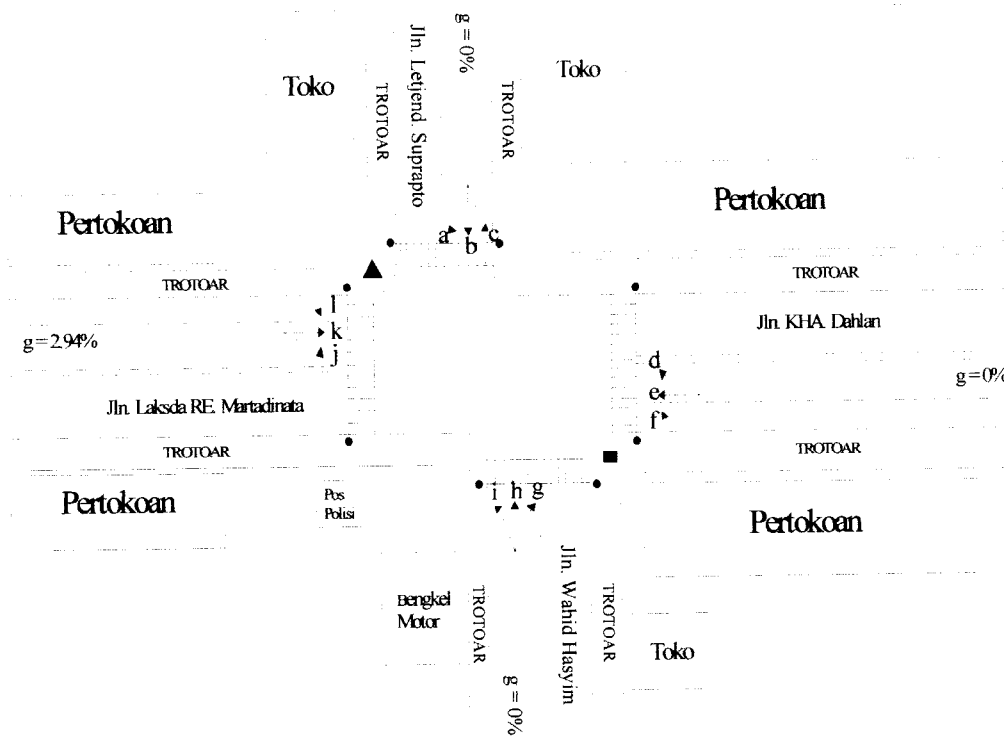 g = 0%
Jln. Letjend. Suprapto
Toko
TROTOAR
TROTOAR
Toko
Pertokoan
Pertokoan
a
b
c
TROTOAR
TROTOAR
l
k
j
g = 2.94%
Jln. KHA. Dahlan
d
e
f
g = 0%
Jln. Laksda RE. Martadinata
TROTOAR
TROTOAR
Pertokoan
Pos
Polisi
i h g
Pertokoan
Jln. Wahid Hasyim
Bengkel
Motor
TROTOAR
TROTOAR
Toko
g = 0%